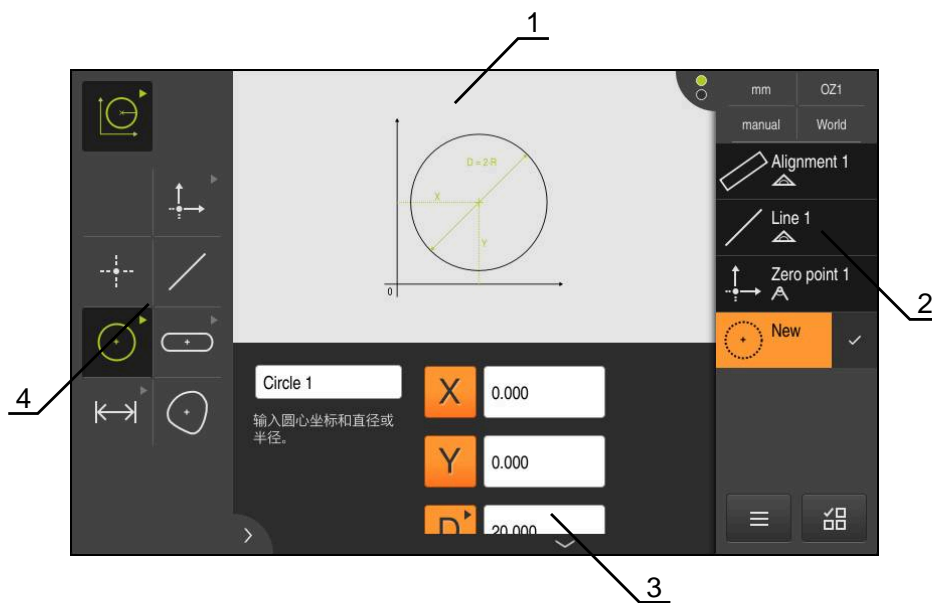 1
mm
OZ1
manual
World
D=2R
X
Y
0
Alignment 1
Line 1
Zero point 1
New
2
4
Circle 1
输入圆心坐标和直径或
半径。
X
0.000
Y
0.000
D
20.000
3